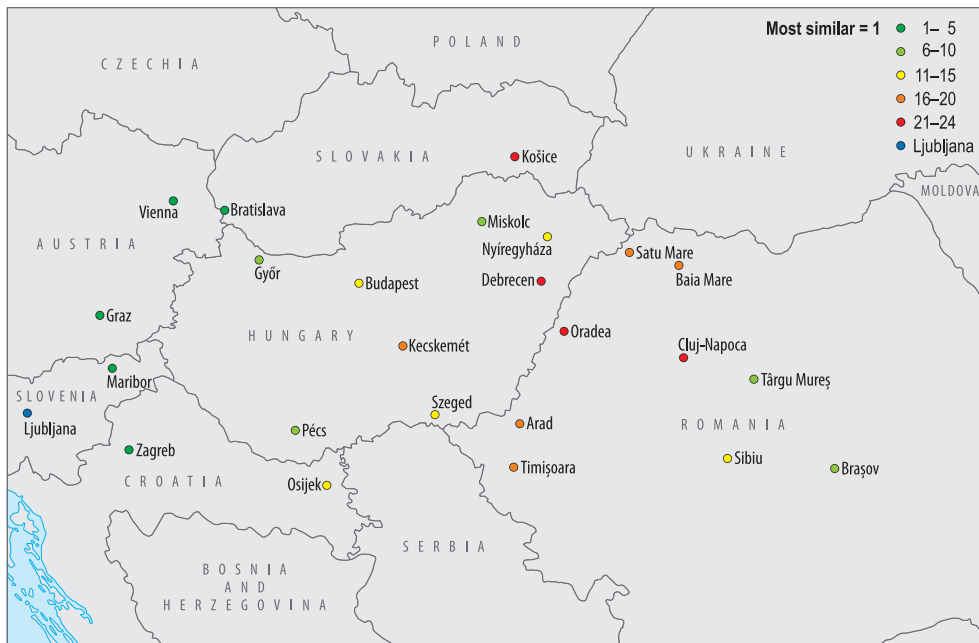 Most similar = 1
1– 5
6–10
11–15
16–20
21–24
Ljubljana
POLAND
CZECHIA
SLOVAKIA
UKRAINE
MOLDOVA
Košice
Vienna
Bratislava
Miskolc
Nyíregyháza
AUSTRIA
Győr
Budapest
Debrecen
Satu Mare
Baia Mare
Graz
HUNGARY
Kecskemét
Oradea
Cluj-Napoca
Maribor
Târgu Mureș
SLOVENIA
Ljubljana
Szeged
Pécs
Arad
ROMANIA
Zagreb
Timișoara
Sibiu
Brașov
CROATIA
Osijek
SERBIA
BOSNIA
AND
HERZEGOVINA